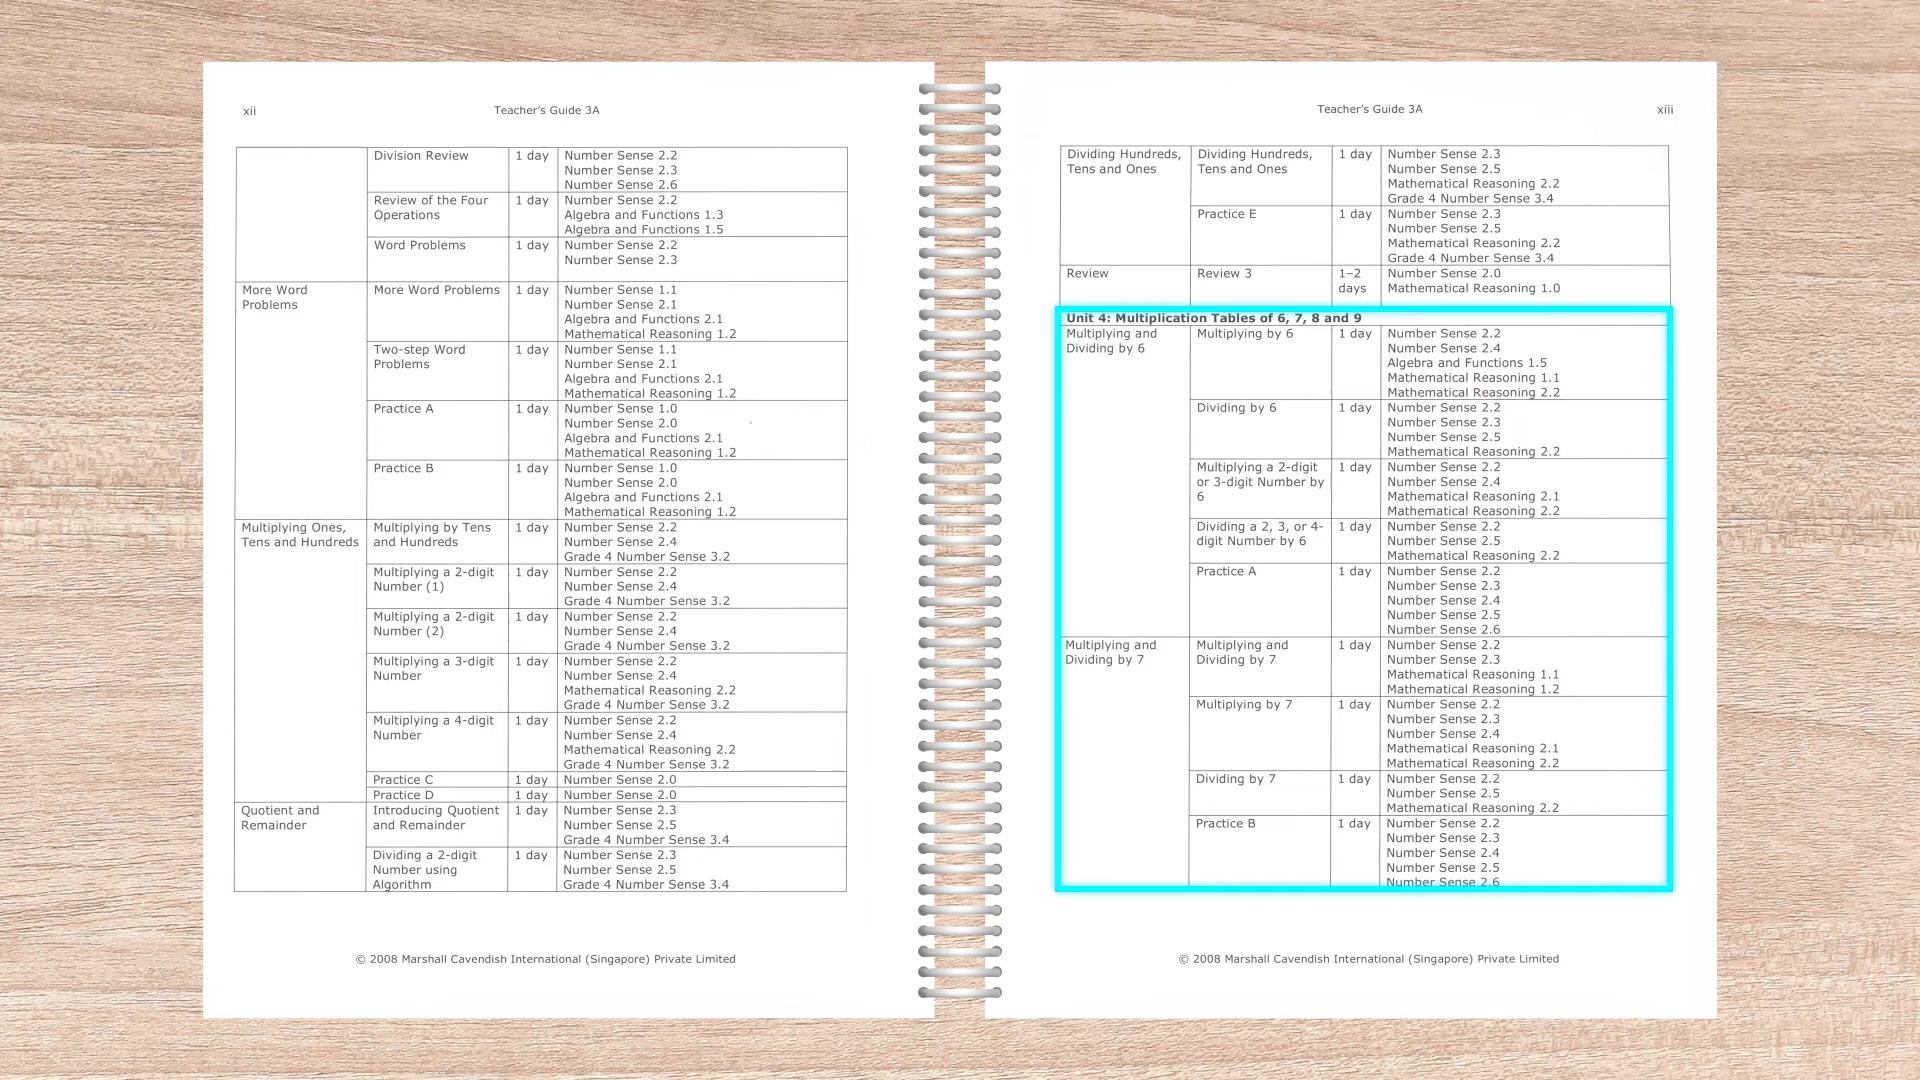 xii
Teacher's Guide 3A
Division Review
1 day
Number Sense 2.2
Number Sense 2.3
Number Sense 2.6
Review of the Four
Operations
1 day
Number Sense 2.2
Algebra and Functions 1.3
Algebra and Functions 1.5
Word Problems
1 day
Number Sense 2.2
Number Sense 2.3
More Word
Problems
More Word Problems
1 day
Number Sense 1.1
Number Sense 2.1
Algebra and Functions 2.1
Mathematical Reasoning 1.2
Two-step Word
Problems
1 day
Number Sense 1.1
Number Sense 2.1
Algebra and Functions 2.1
Mathematical Reasoning 1.2
Practice A
1 day
Number Sense 1.0
Number Sense 2.0
Algebra and Functions 2.1
Mathematical Reasoning 1.2
Practice B
1 day
Number Sense 1.0
Number Sense 2.0
Algebra and Functions 2.1
Mathematical Reasoning 1.2
Multiplying Ones,
Tens and Hundreds
Multiplying by Tens
and Hundreds
1 day
Number Sense 2.2
Number Sense 2.4
Grade 4 Number Sense 3.2
Multiplying a 2-digit
Number (1)
1 day
Number Sense 2.2
Number Sense 2.4
Grade 4 Number Sense 3.2
Multiplying a 2-digit
Number (2)
1 day
Number Sense 2.2
Number Sense 2.4
Grade 4 Number Sense 3.2
Multiplying a 3-digit
Number
1 day
Number Sense 2.2
Number Sense 2.4
Mathematical Reasoning 2.2
Grade 4 Number Sense 3.2
Multiplying a 4-digit
Number
1 day
Number Sense 2.2
Number Sense 2.4
Mathematical Reasoning 2.2
Grade 4 Number Sense 3.2
Practice C
1 day
Number Sense 2.0
Practice D
1 day
Number Sense 2.0
Quotient and
Remainder
Introducing Quotient
and Remainder
1 day
Number Sense 2.3
Number Sense 2.5
Grade 4 Number Sense 3.4
Dividing a 2-digit
Number using
Algorithm
1 day
Number Sense 2.3
Number Sense 2.5
Grade 4 Number Sense 3.4
© 2008 Marshall Cavendish International (Singapore) Private Limited
Teacher's Guide 3A
xiii
Dividing Hundreds,
Tens and Ones
Dividing Hundreds,
Tens and Ones
1 day
Number Sense 2.3
Number Sense 2.5
Mathematical Reasoning 2.2
Grade 4 Number Sense 3.4
Practice E
1 day
Number Sense 2.3
Number Sense 2.5
Mathematical Reasoning 2.2
Grade 4 Number Sense 3.4
Review
Review 3
1–2
days
Number Sense 2.0
Mathematical Reasoning 1.0
Unit 4: Multiplication Tables of 6, 7, 8 and 9
Multiplying and
Dividing by 6
Multiplying by 6
1 day
Number Sense 2.2
Number Sense 2.4
Algebra and Functions 1.5
Mathematical Reasoning 1.1
Mathematical Reasoning 2.2
Dividing by 6
1 day
Number Sense 2.2
Number Sense 2.3
Number Sense 2.5
Mathematical Reasoning 2.2
Multiplying a 2-digit
or 3-digit Number by
6
1 day
Number Sense 2.2
Number Sense 2.4
Mathematical Reasoning 2.1
Mathematical Reasoning 2.2
Dividing a 2, 3, or 4-
digit Number by 6
1 day
Number Sense 2.2
Number Sense 2.5
Mathematical Reasoning 2.2
Practice A
1 day
Number Sense 2.2
Number Sense 2.3
Number Sense 2.4
Number Sense 2.5
Number Sense 2.6
Multiplying and
Dividing by 7
Multiplying and
Dividing by 7
1 day
Number Sense 2.2
Number Sense 2.3
Mathematical Reasoning 1.1
Mathematical Reasoning 1.2
Multiplying by 7
1 day
Number Sense 2.2
Number Sense 2.3
Number Sense 2.4
Mathematical Reasoning 2.1
Mathematical Reasoning 2.2
Dividing by 7
1 day
Number Sense 2.2
Number Sense 2.5
Mathematical Reasoning 2.2
Practice B
1 day
Number Sense 2.2
Number Sense 2.3
Number Sense 2.4
Number Sense 2.5
Number Sense 2.6
© 2008 Marshall Cavendish International (Singapore) Private Limited